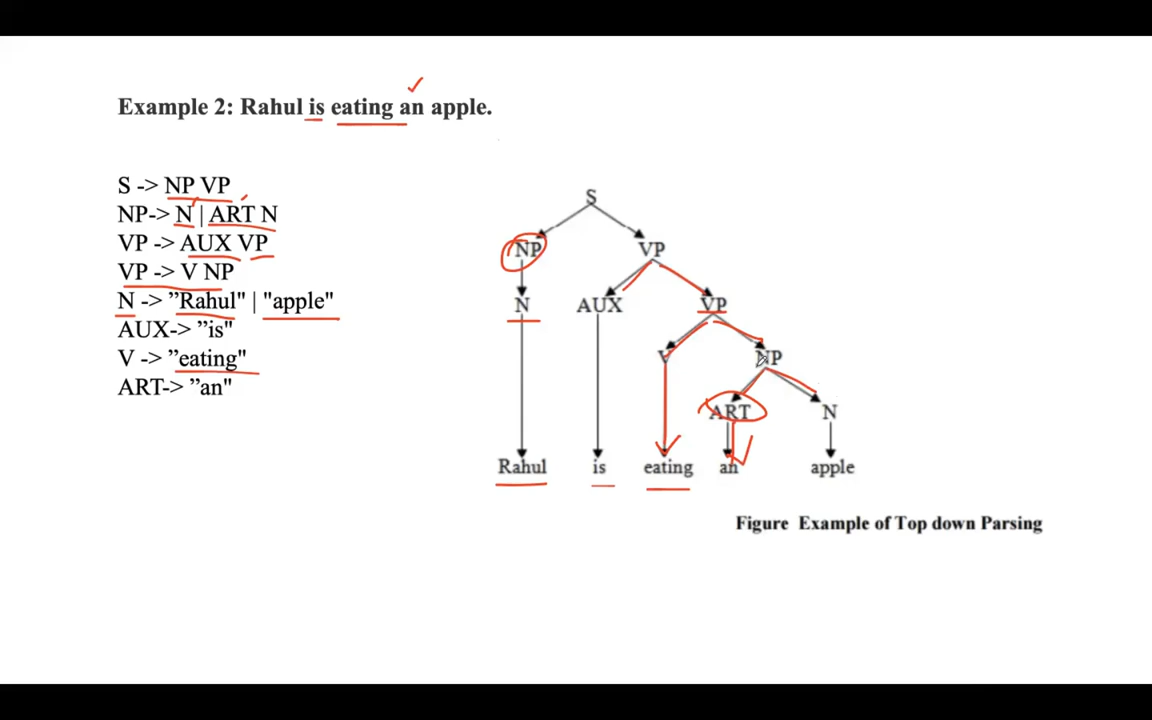 Example 2: Rahul is eating an apple.
S -> NP VP
NP-> N | ART N
VP -> AUX VP
VP -> V NP
N -> ”Rahul" | "apple"
AUX-> ”is"
V -> ”eating"
ART-> ”an"
S
NP VP
N AUX VP
V NP
ART N
Rahul is eating an apple
Figure Example of Top down Parsing